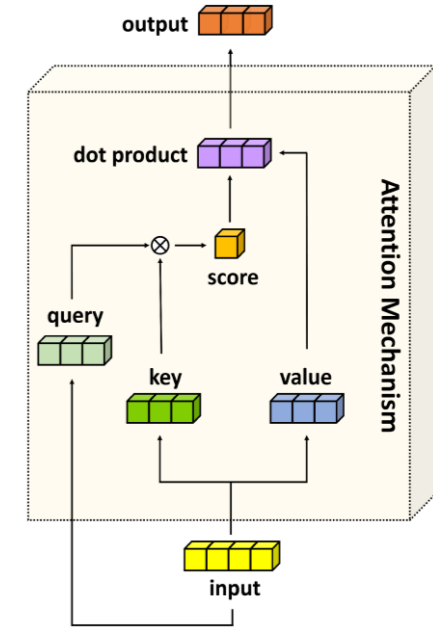 output
dot product
Attention Mechanism
score
query
key
value
input